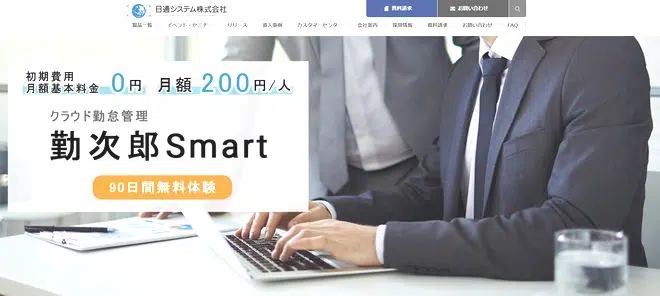 日通システム株式会社
資料請求
お問い合わせ
製品一覧 イベント・セミナー リリース 導入事例 カスタマーセンター 会社案内 採用情報 資料請求 お問い合わせ FAQ
初期費用
月額基本料金 0円 月額 200円/人
クラウド勤怠管理
勤次郎Smart
90日間無料体験